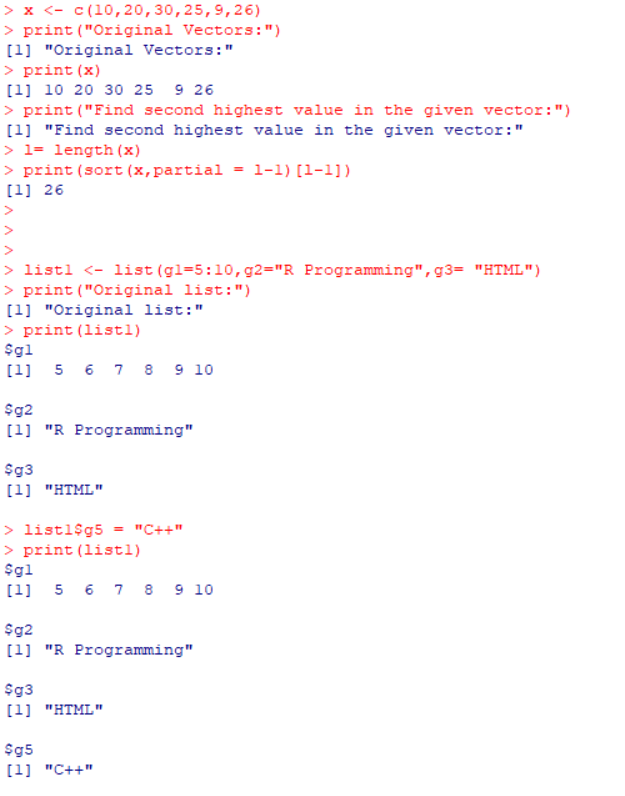 > x <- c(10,20,30,25,9,26)
> print("Original Vectors:")
[1] "Original Vectors:"
> print(x)
[1] 10 20 30 25  9 26
> print("Find second highest value in the given vector:")
[1] "Find second highest value in the given vector:"
> l= length(x)
> print(sort(x,partial = l-1)[l-1])
[1] 26
>
>
>
> list1 <- list(g1=5:10,g2="R Programming",g3= "HTML")
> print("Original list:")
[1] "Original list:"
> print(list1)
$g1
[1]  5  6  7  8  9 10

$g2
[1] "R Programming"

$g3
[1] "HTML"

> list1$g5 = "C++"
> print(list1)
$g1
[1]  5  6  7  8  9 10

$g2
[1] "R Programming"

$g3
[1] "HTML"

$g5
[1] "C++"